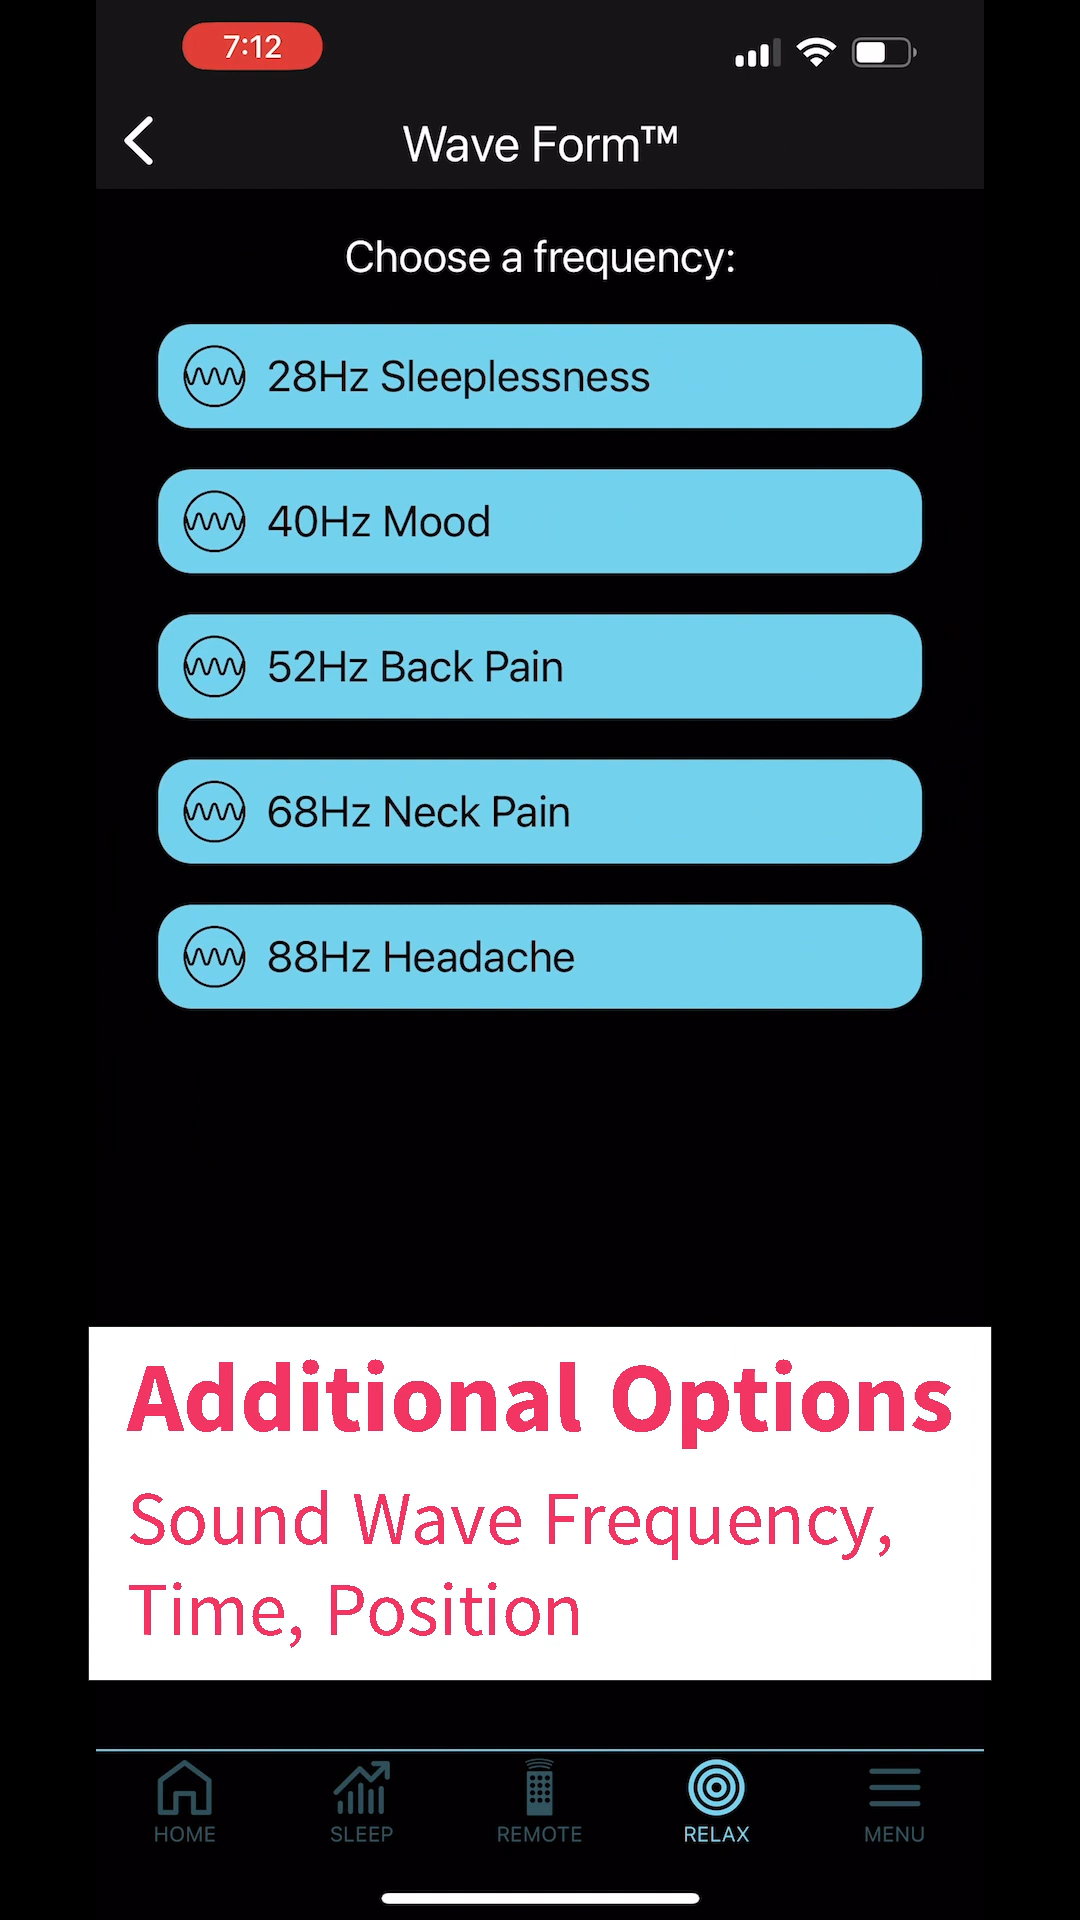 7:12
Wave Form™
Choose a frequency:
28Hz Sleeplessness
40Hz Mood
52Hz Back Pain
68Hz Neck Pain
88Hz Headache
Additional Options
Sound Wave Frequency,
Time, Position
HOME
SLEEP
REMOTE
RELAX
MENU